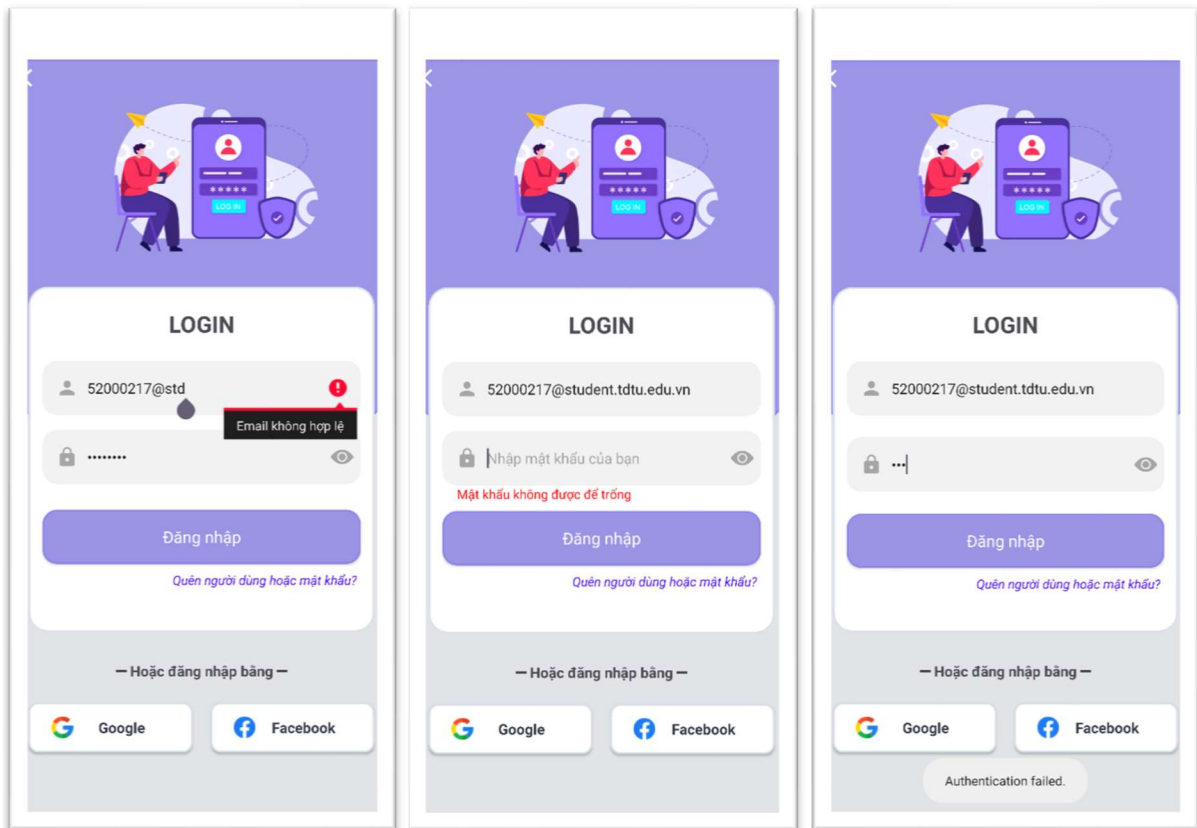 *****
LOG IN
LOGIN
52000217@std
Email không hợp lệ
••••••••
Đăng nhập
Quên người dùng hoặc mật khẩu?
— Hoặc đăng nhập bằng —
Google
Facebook
*****
LOG IN
LOGIN
52000217@student.tdtu.edu.vn
Nhập mật khẩu của bạn
Mật khẩu không được để trống
Đăng nhập
Quên người dùng hoặc mật khẩu?
— Hoặc đăng nhập bằng —
Google
Facebook
*****
LOG IN
LOGIN
52000217@student.tdtu.edu.vn
•••
Đăng nhập
Quên người dùng hoặc mật khẩu?
— Hoặc đăng nhập bằng —
Google
Facebook
Authentication failed.